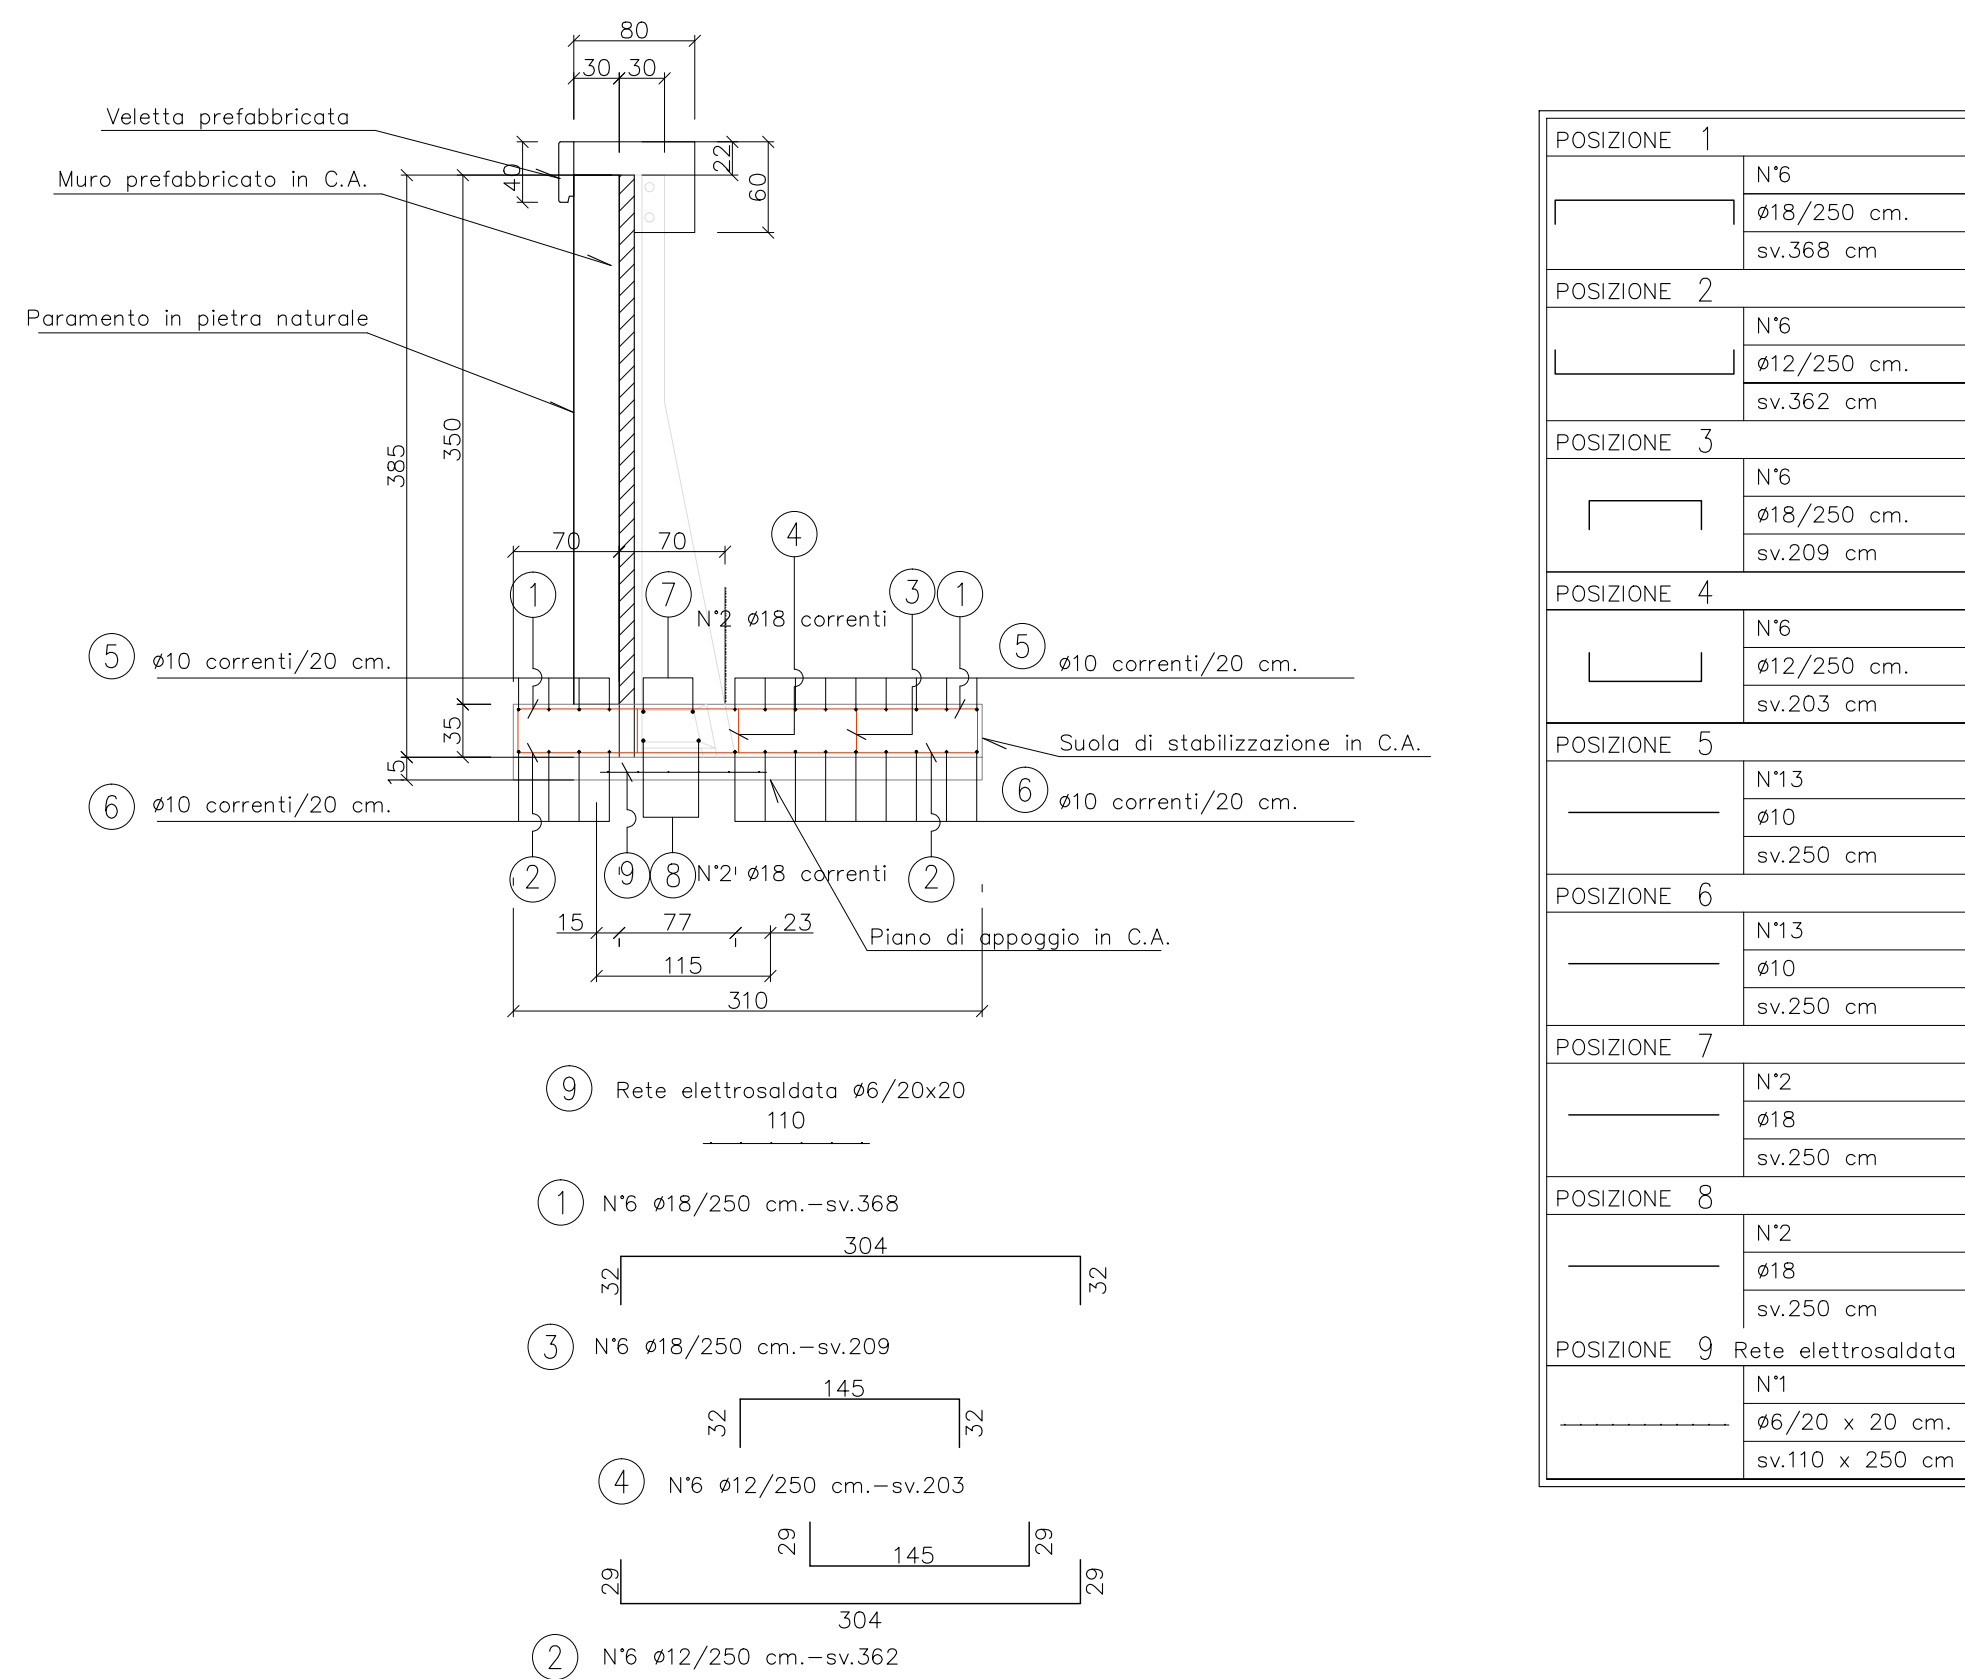 80
30 30
Veletta prefabbricata
Muro prefabbricato in C.A.
40
22
60
Paramento in pietra naturale
385
350
70 70
4
1
7
3
1
N°2 ø18 correnti
5 ø10 correnti/20 cm.
5 ø10 correnti/20 cm.
35
15
Suola di stabilizzazione in C.A.
6 ø10 correnti/20 cm.
6 ø10 correnti/20 cm.
2
9
8
N°2 ø18 correnti
2
15 77 23
Piano di appoggio in C.A.
115
310
9 Rete elettrosaldata ø6/20x20
110
1 N°6 ø18/250 cm.-sv.368
304
32 32
3 N°6 ø18/250 cm.-sv.209
145
32 32
4 N°6 ø12/250 cm.-sv.203
29 29
145
29 29
304
2 N°6 ø12/250 cm.-sv.362
POSIZIONE 1
N°6
ø18/250 cm.
sv.368 cm
POSIZIONE 2
N°6
ø12/250 cm.
sv.362 cm
POSIZIONE 3
N°6
ø18/250 cm.
sv.209 cm
POSIZIONE 4
N°6
ø12/250 cm.
sv.203 cm
POSIZIONE 5
N°13
ø10
sv.250 cm
POSIZIONE 6
N°13
ø10
sv.250 cm
POSIZIONE 7
N°2
ø18
sv.250 cm
POSIZIONE 8
N°2
ø18
sv.250 cm
POSIZIONE 9 Rete elettrosaldata
N°1
ø6/20 x 20 cm.
sv.110 x 250 cm